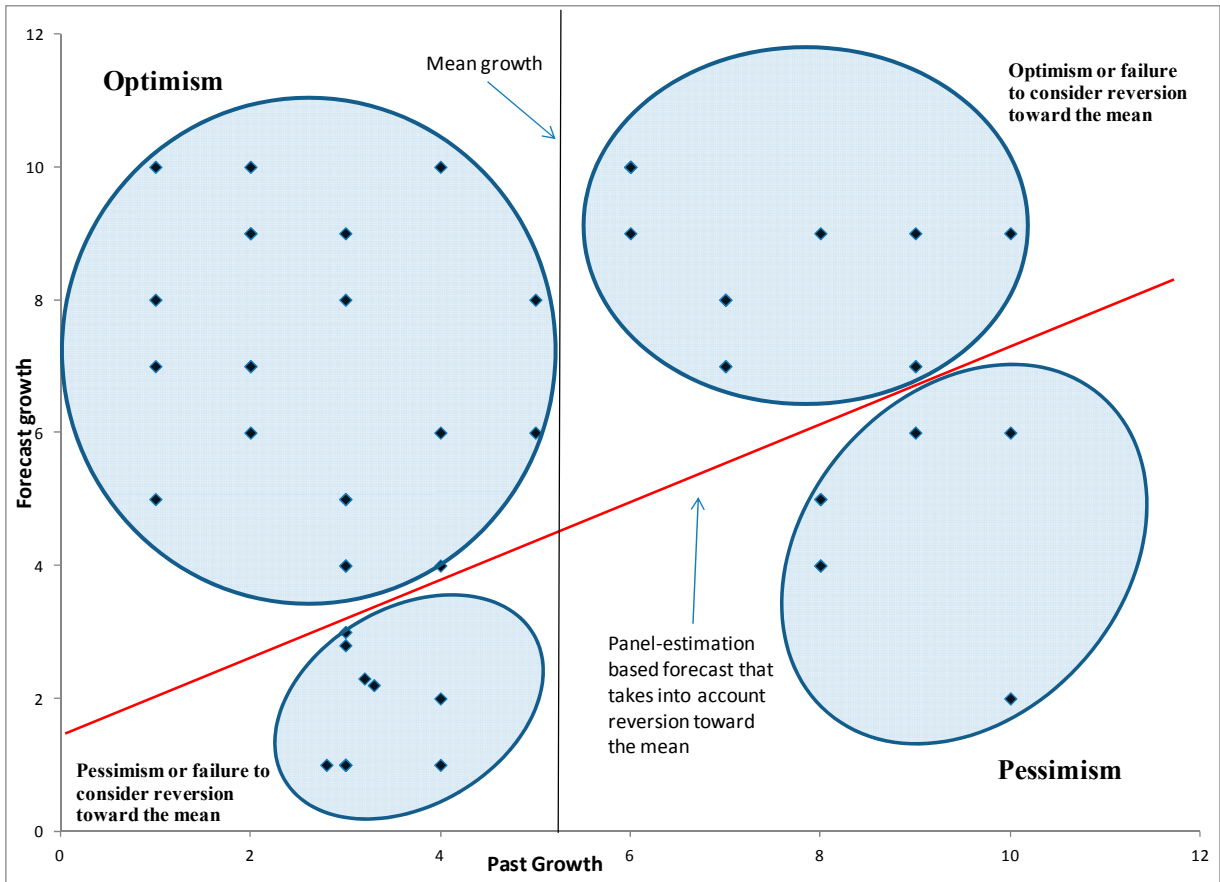 12
Optimism
Mean growth
Optimism or failure
to consider reversion
toward the mean
10
8
Forecast growth
6
4
Panel-estimation
based forecast that
takes into account
reversion toward
the mean
2
Pessimism or failure to
consider reversion
toward the mean
Pessimism
0
0
2
4
6
8
10
12
Past Growth